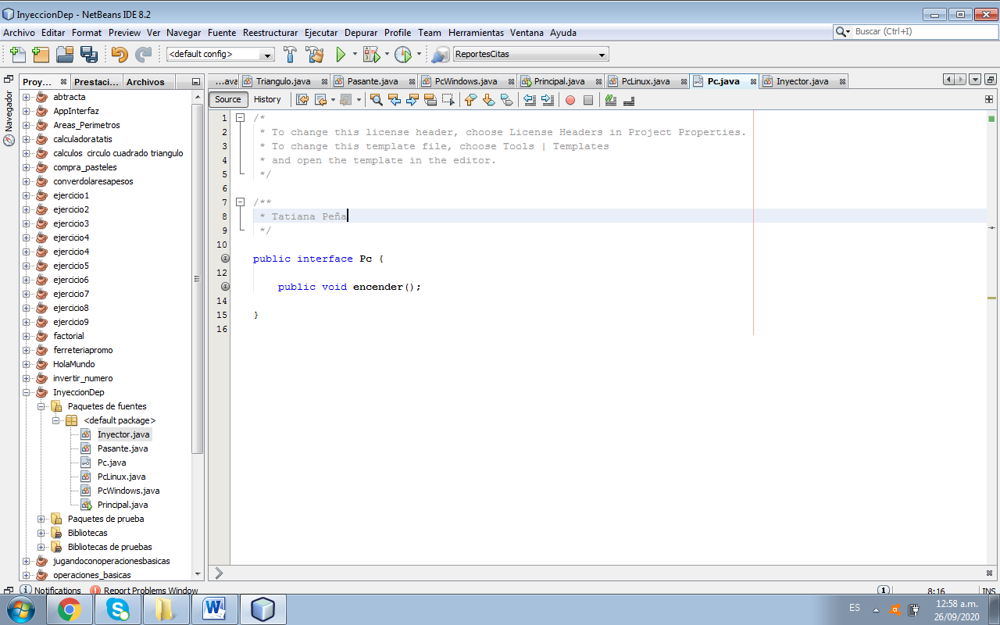 InyeccionDep - NetBeans IDE 8.2
Archivo Editar Format Preview Ver Navegar Fuente Reestructurar Ejecutar Depurar Profile Team Herramientas Ventana Ayuda
Buscar (Ctrl+I)
<default config>
ReportesCitas
Proy...
Prestaci...
Archivos
...ava
Triangulo.java
Pasante.java
PcWindows.java
Principal.java
PcLinux.java
Pc.java
Inyector.java
Navegador
Source
History
abtracta
AppInterfaz
Areas_Perimetros
calculadoratatis
calculos circulo cuadrado triangulo
compra_pasteles
converdolaresapesos
ejercicio1
ejercicio2
ejercicio3
ejercicio4
ejercicio4
ejercicio5
ejercicio6
ejercicio7
ejercicio8
ejercicio9
factorial
ferreteriapromo
HolaMundo
invertir_numero
InyeccionDep
Paquetes de fuentes
<default package>
Inyector.java
Pasante.java
Pc.java
PcLinux.java
PcWindows.java
Principal.java
Paquetes de prueba
Bibliotecas
Bibliotecas de pruebas
jugandoconoperacionesbasicas
operaciones_basicas
1 /*
2 * To change this license header, choose License Headers in Project Properties.
3 * To change this template file, choose Tools | Templates
4 * and open the template in the editor.
5 */
6
7 /**
8 * Tatiana Peña
9 */
10
public interface Pc {
12
public void encender();
14
15 }
16
Notifications
Report Problems Window
1
8:16
INS
ES
12:58 a.m.
26/09/2020